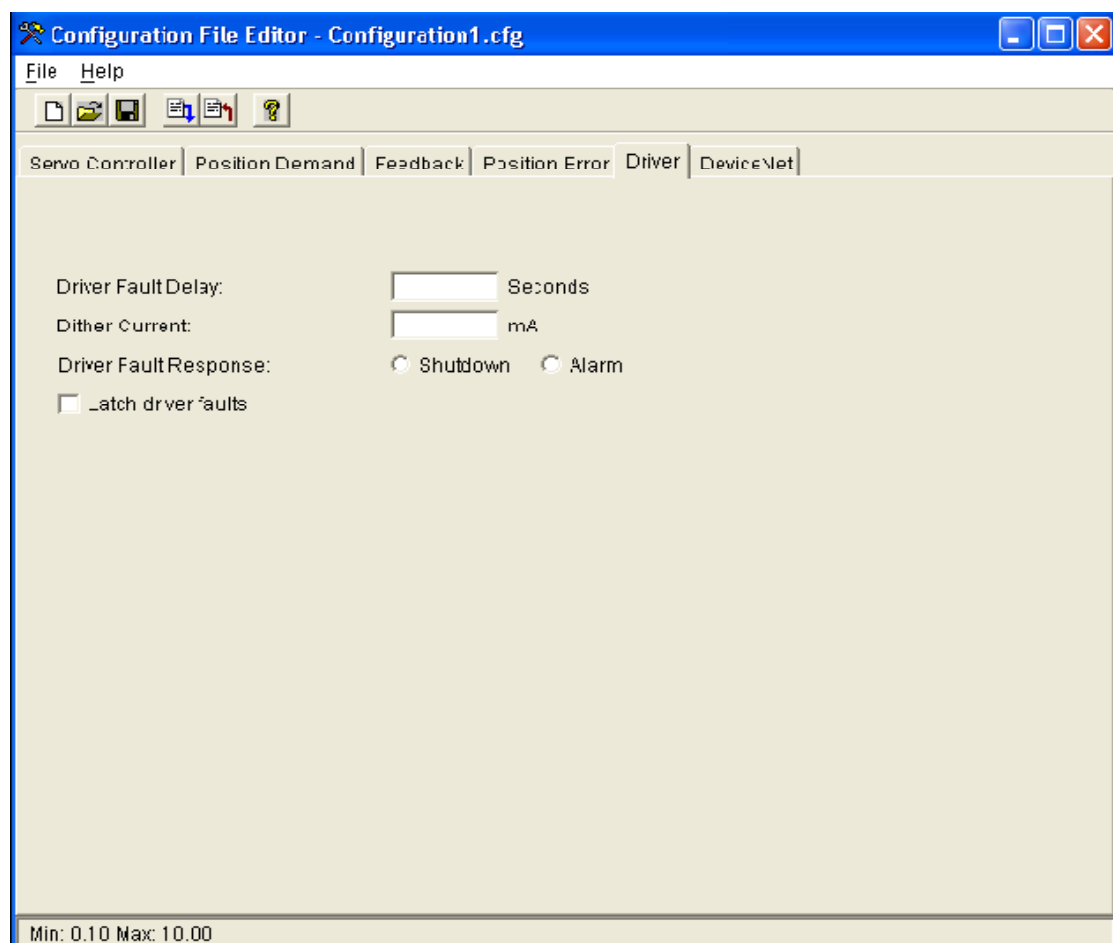 Configuration File Editor - Configuration1.cfg
File Help
Servo Controller Position Demand Feedback Position Error Driver DeviceNet
Driver Fault Delay: Seconds
Dither Current: mA
Driver Fault Response: Shutdown Alarm
Latch driver faults
Min: 0.10 Max: 10.00